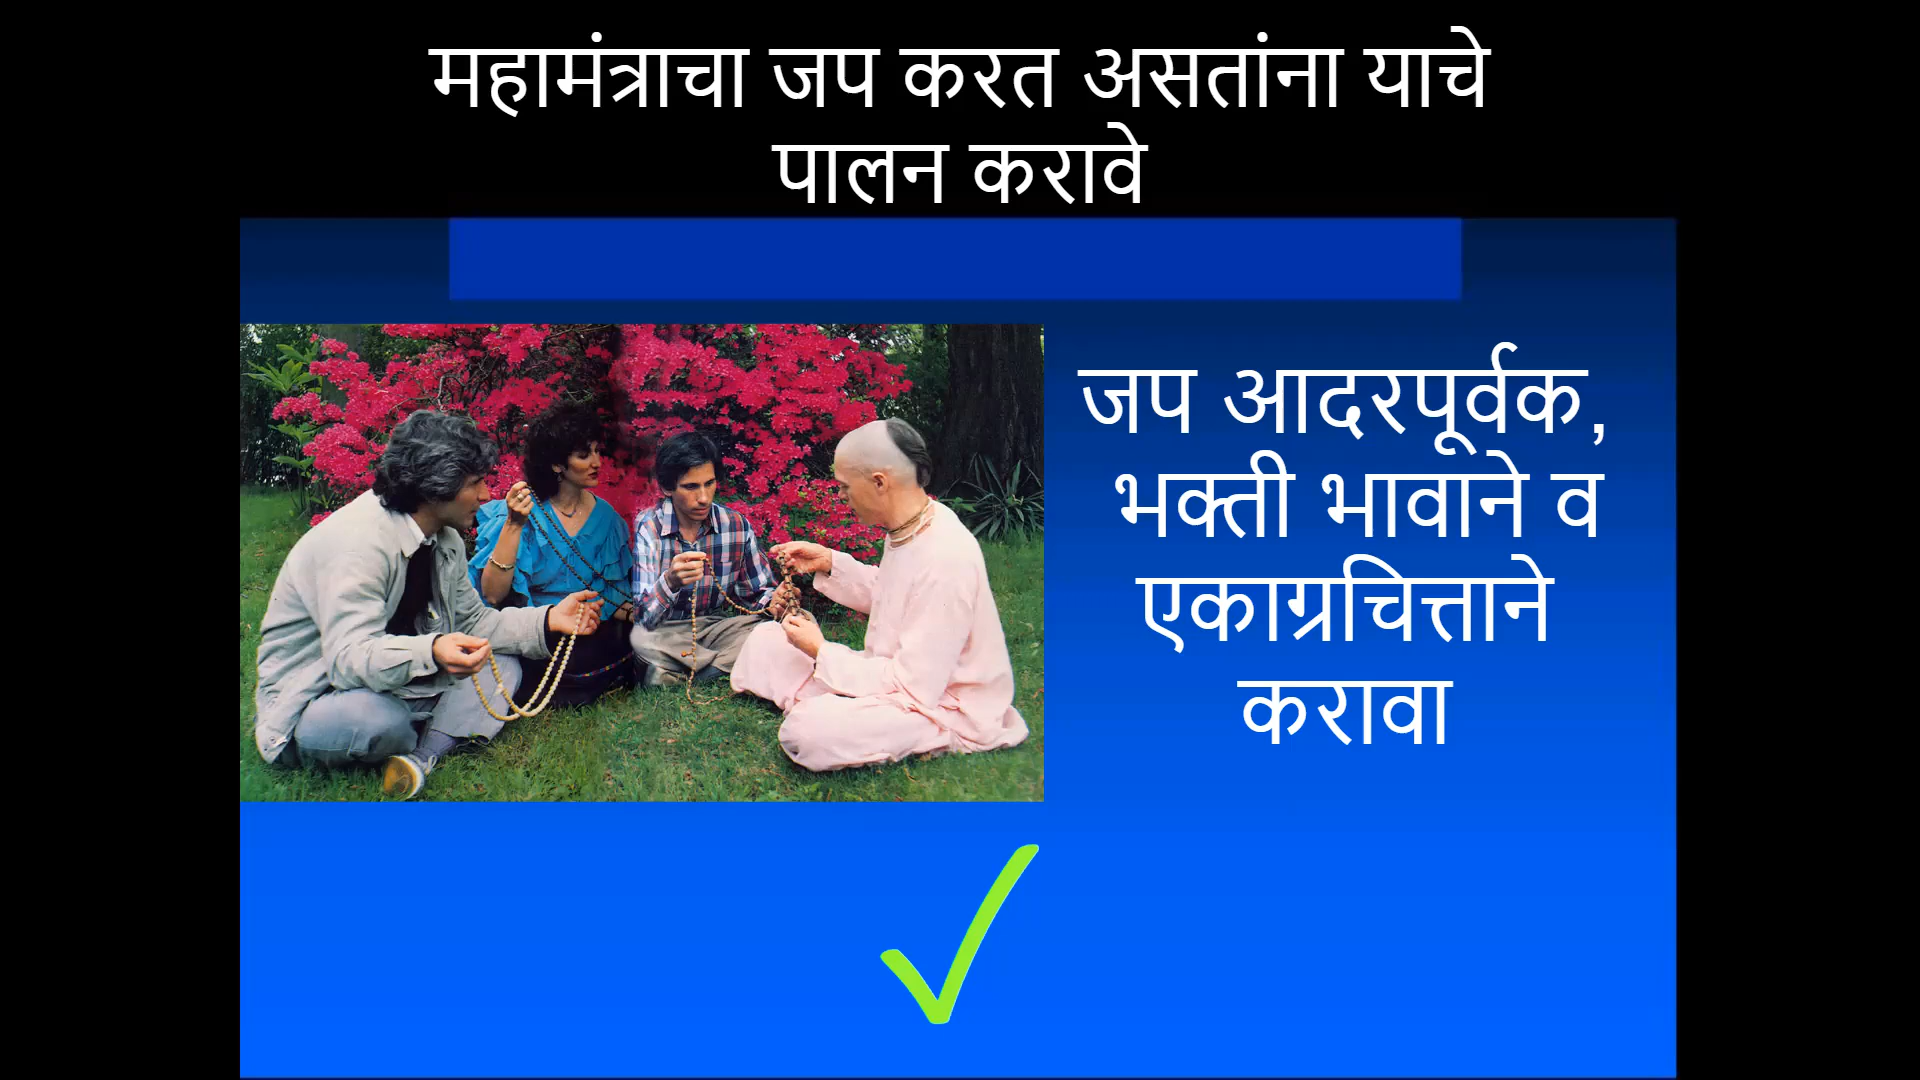 महामंत्राचा जप करत असतांना याचे
पालन करावे
जप आदरपूर्वक,
भक्ती भावाने व
एकाग्रचित्ताने
करावा